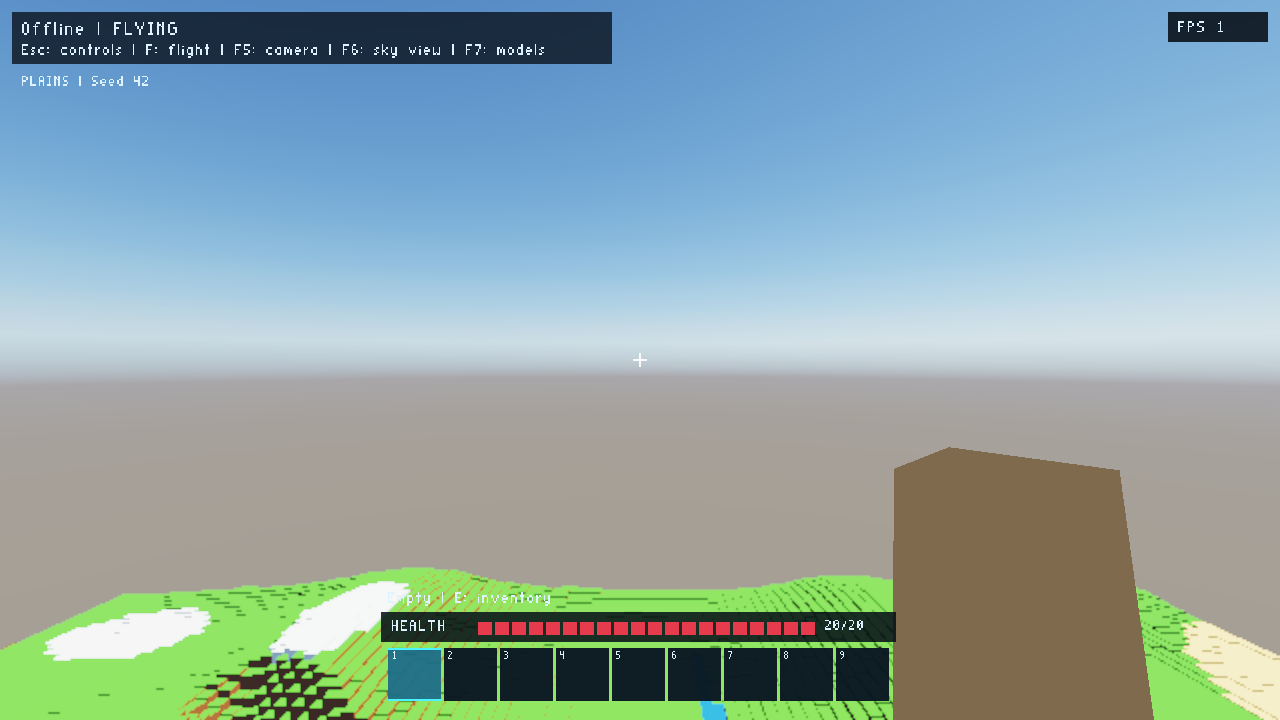 Offline | FLYING
Esc: controls | F: flight | F5: camera | F6: sky view | F7: models
FPS 1
PLAINS | Seed 42
Empty | E: inventory
HEALTH 20/20
1 2 3 4 5 6 7 8 9